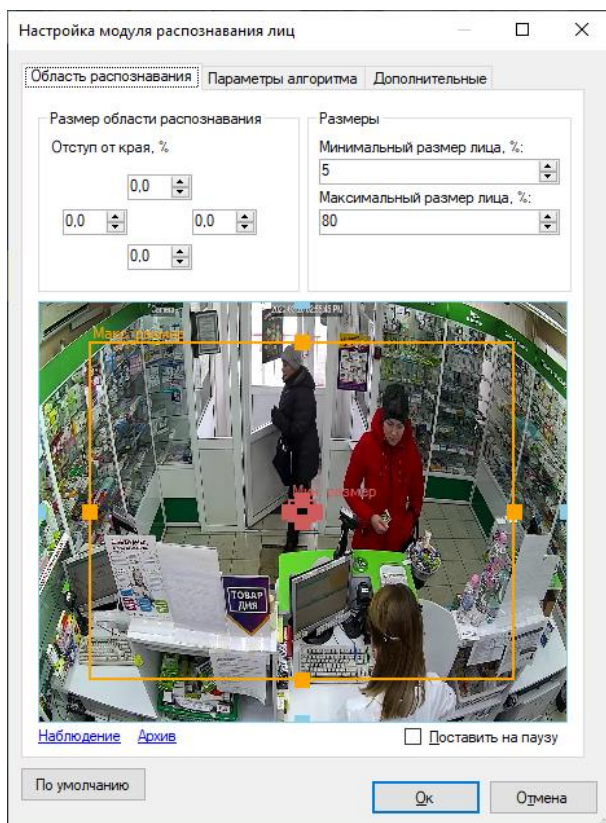 Настройка модуля распознавания лиц
Область распознавания Параметры алгоритма Дополнительные
Размер области распознавания
Отступ от края, %
0,0
0,0 0,0
0,0
Размеры
Минимальный размер лица, %:
5
Максимальный размер лица, %:
80
Макс. размер
Мин. размер
ТОВАР
ДНЯ
Наблюдение Архив
Поставить на паузу
По умолчанию
Ок Отмена